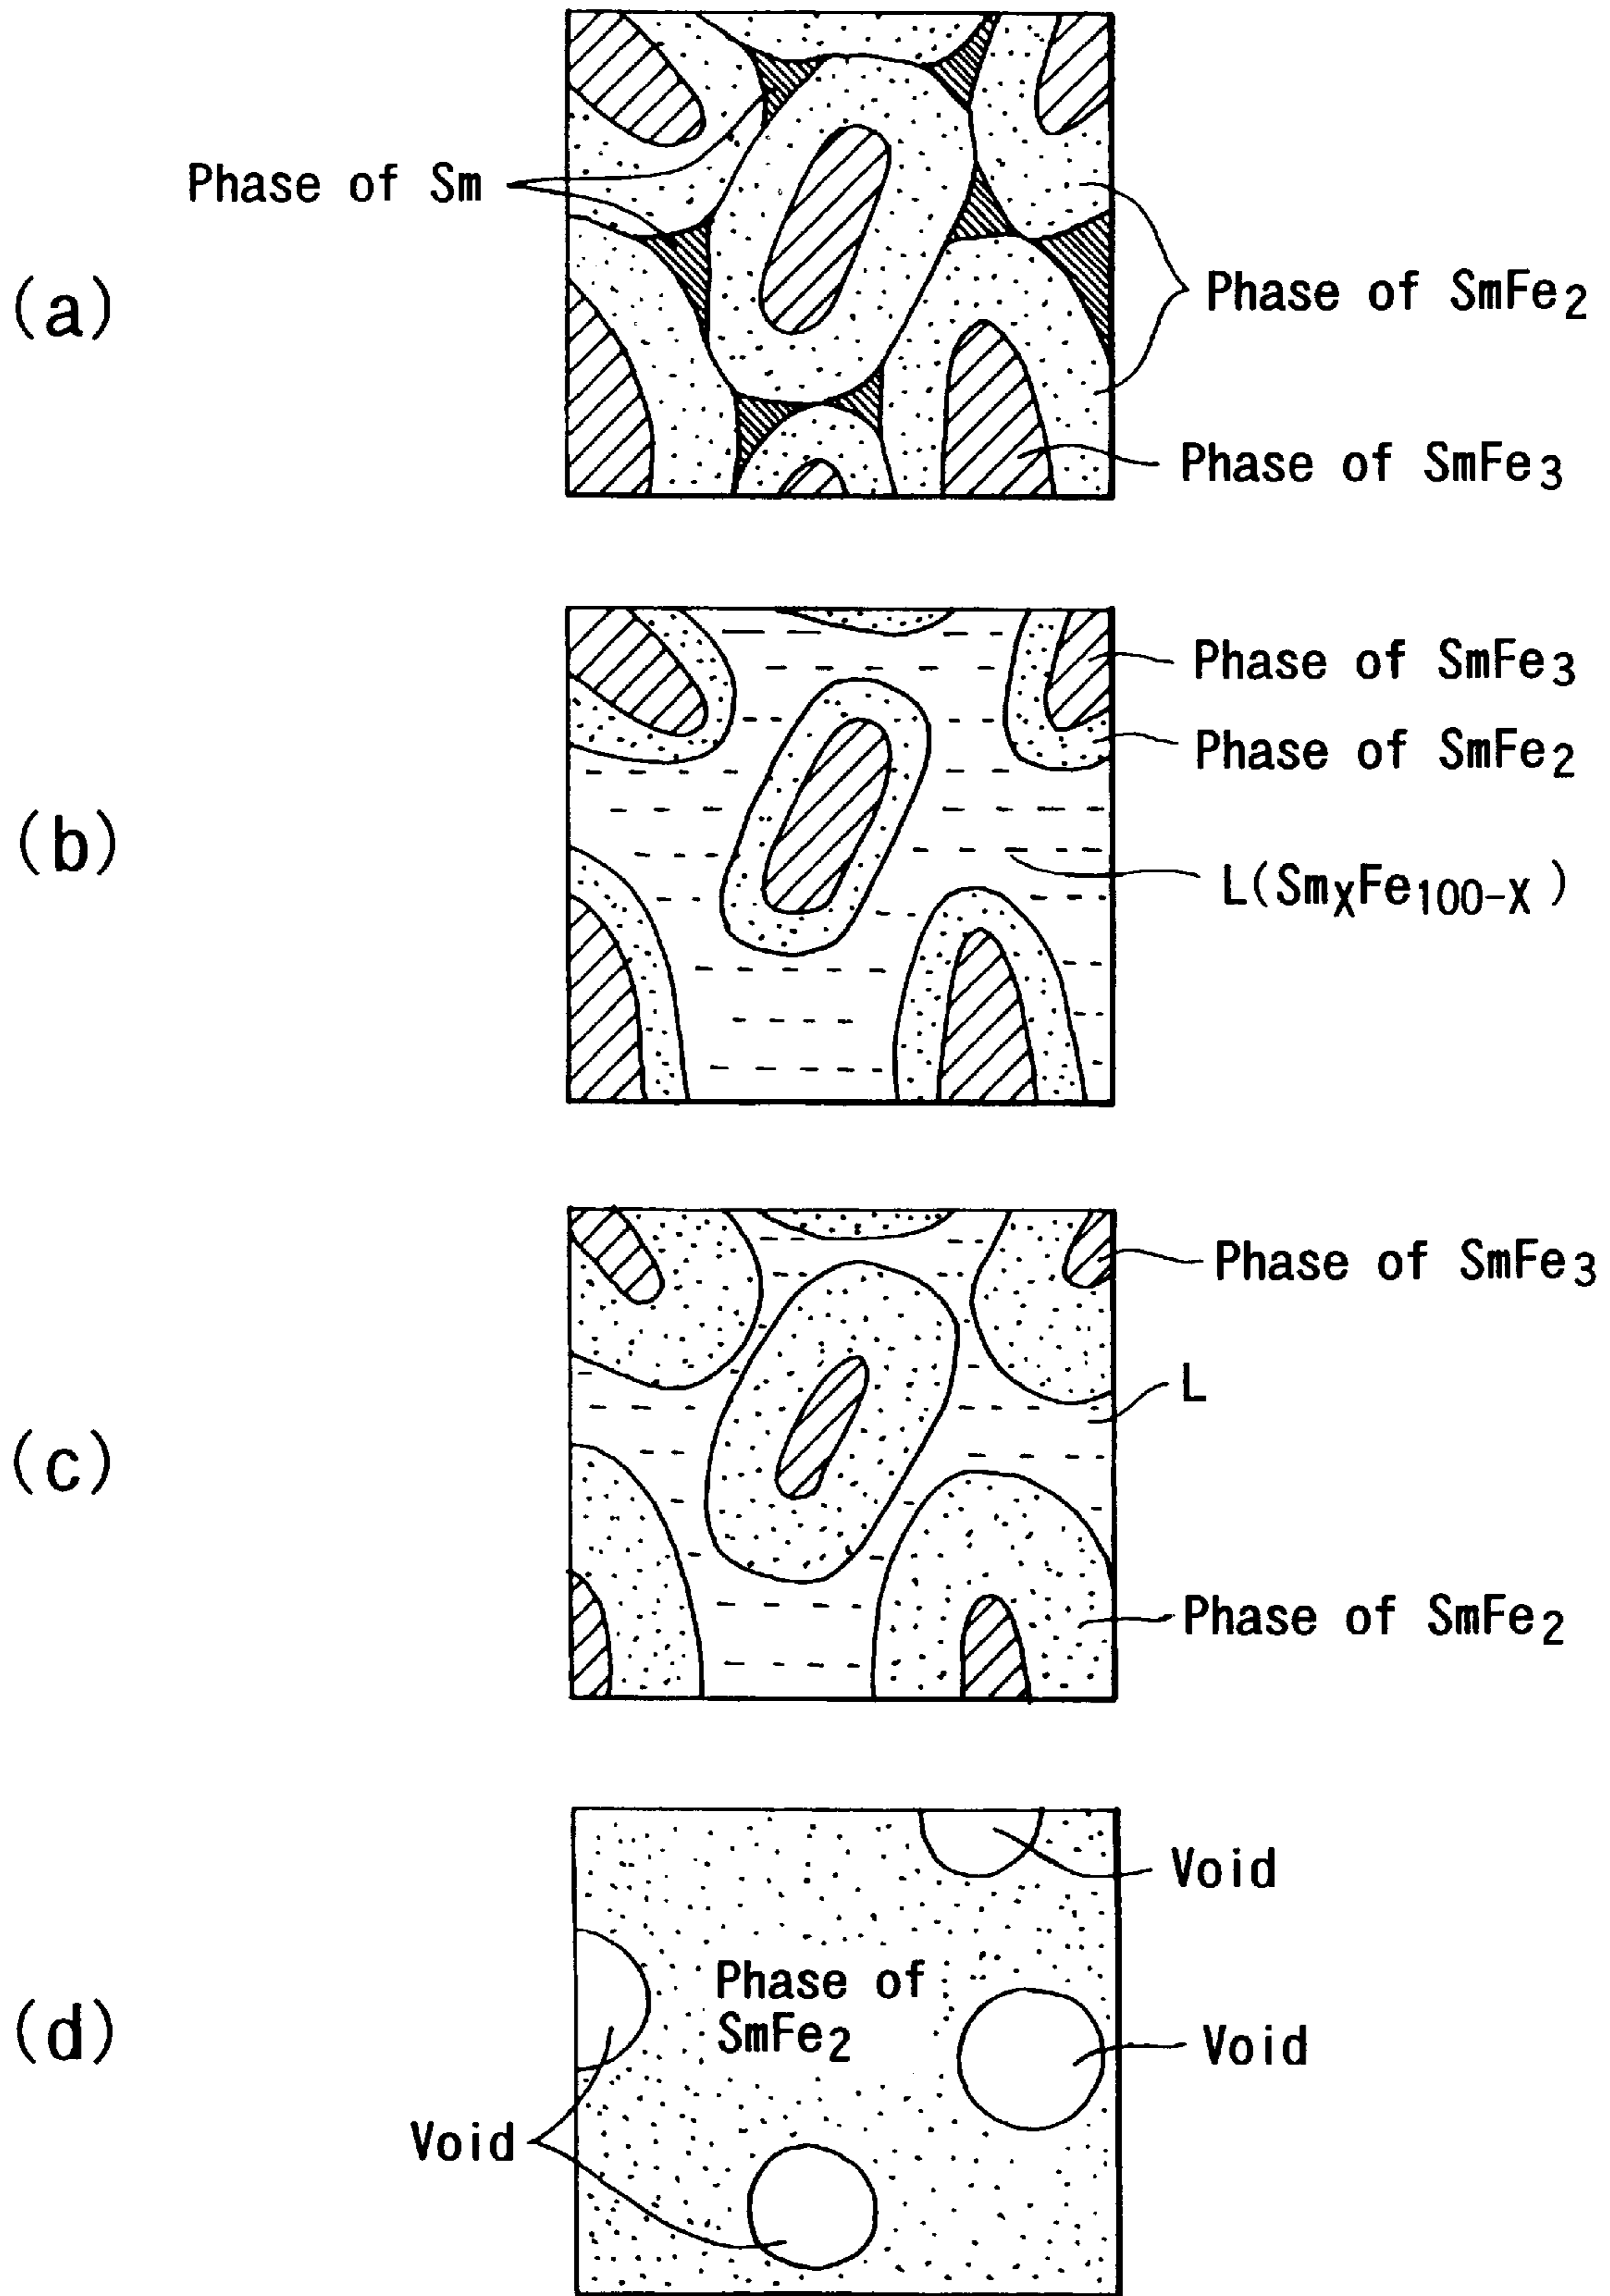 (a)
Phase of Sm
Phase of SmFe2
Phase of SmFe3
(b)
Phase of SmFe3
Phase of SmFe2
L(SmXFe100-X)
(c)
Phase of SmFe3
L
Phase of SmFe2
(d)
Void
Phase of
SmFe2
Void
Void